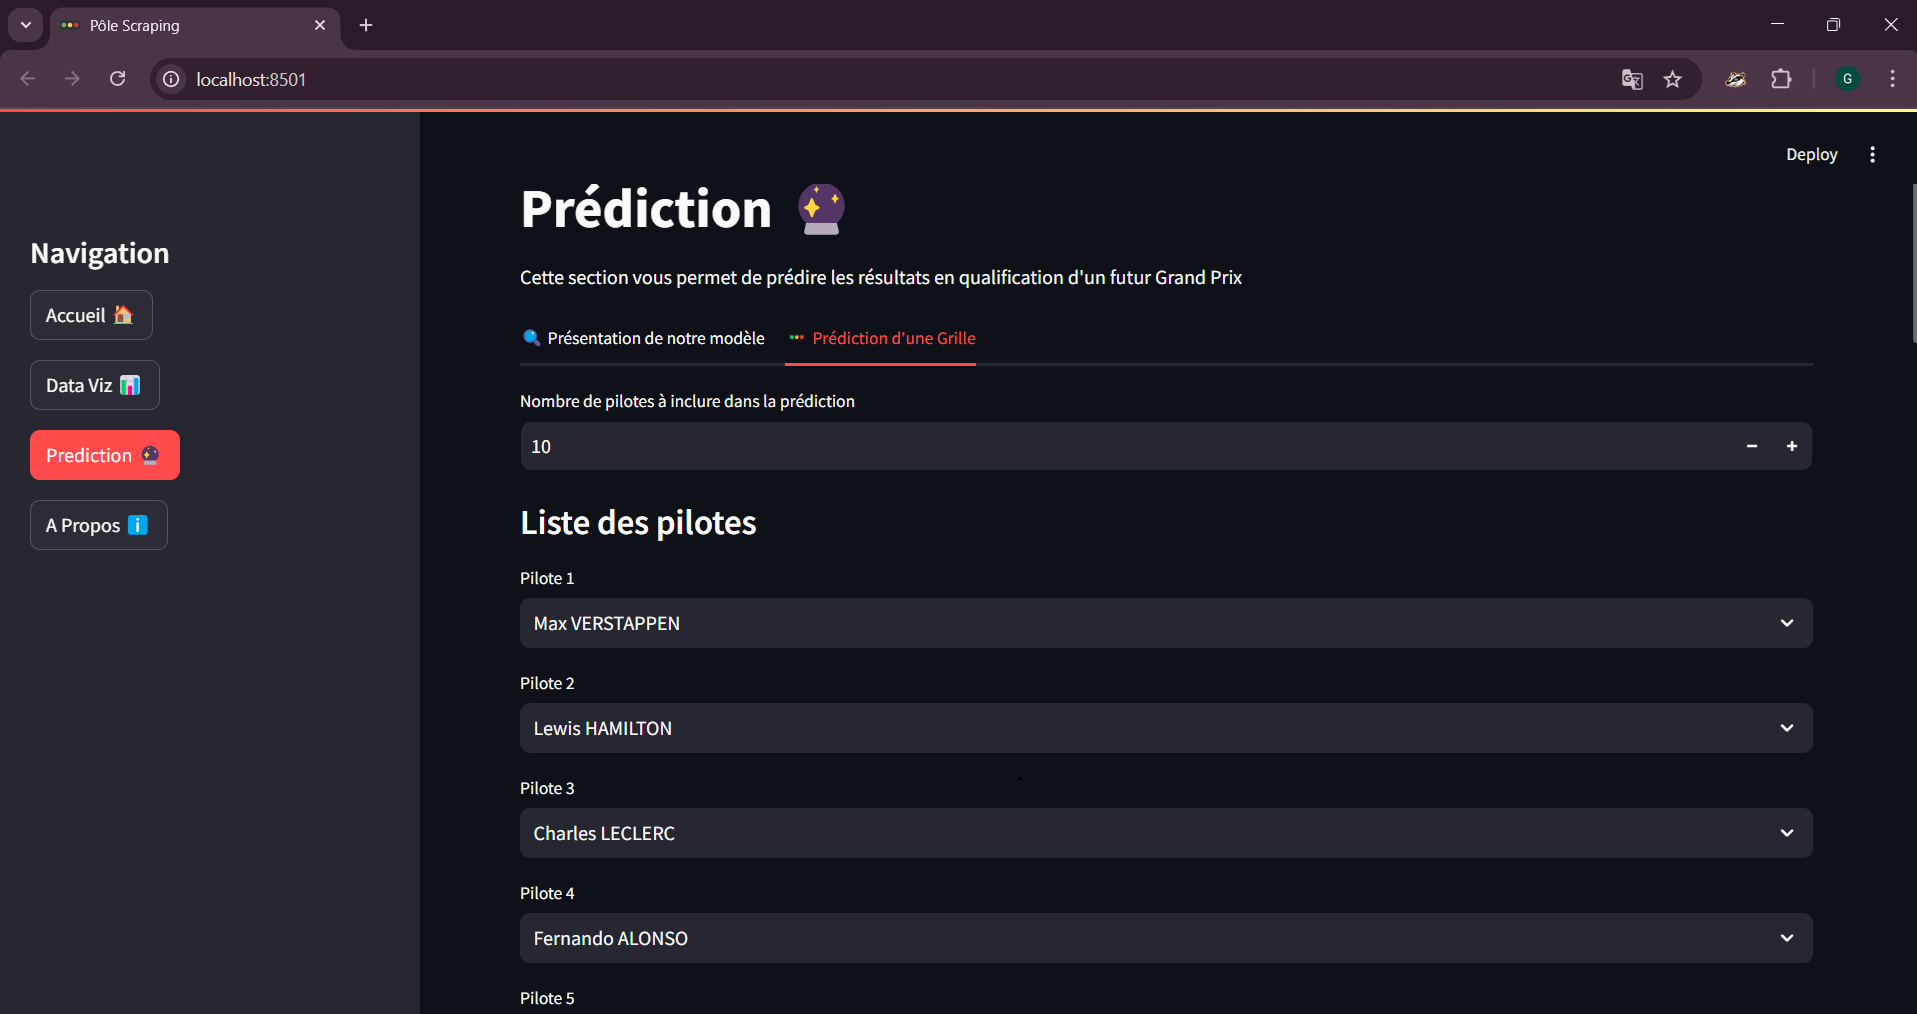 Pôle Scraping
localhost:8501
G
Deploy
Navigation
Accueil
Data Viz
Prediction
A Propos
Prédiction
Cette section vous permet de prédire les résultats en qualification d'un futur Grand Prix
Présentation de notre modèle
Prédiction d'une Grille
Nombre de pilotes à inclure dans la prédiction
10
Liste des pilotes
Pilote 1
Max VERSTAPPEN
Pilote 2
Lewis HAMILTON
Pilote 3
Charles LECLERC
Pilote 4
Fernando ALONSO
Pilote 5